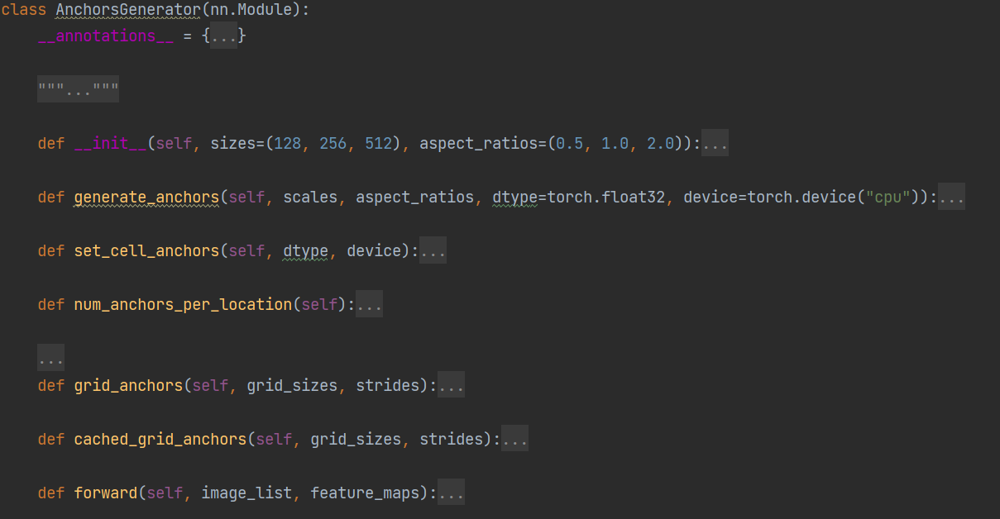 class AnchorsGenerator(nn.Module):
    __annotations__ = {...}
    """..."""
    def __init__(self, sizes=(128, 256, 512), aspect_ratios=(0.5, 1.0, 2.0)):...
    def generate_anchors(self, scales, aspect_ratios, dtype=torch.float32, device=torch.device("cpu")):...
    def set_cell_anchors(self, dtype, device):...
    def num_anchors_per_location(self):...
    ...
    def grid_anchors(self, grid_sizes, strides):...
    def cached_grid_anchors(self, grid_sizes, strides):...
    def forward(self, image_list, feature_maps):...